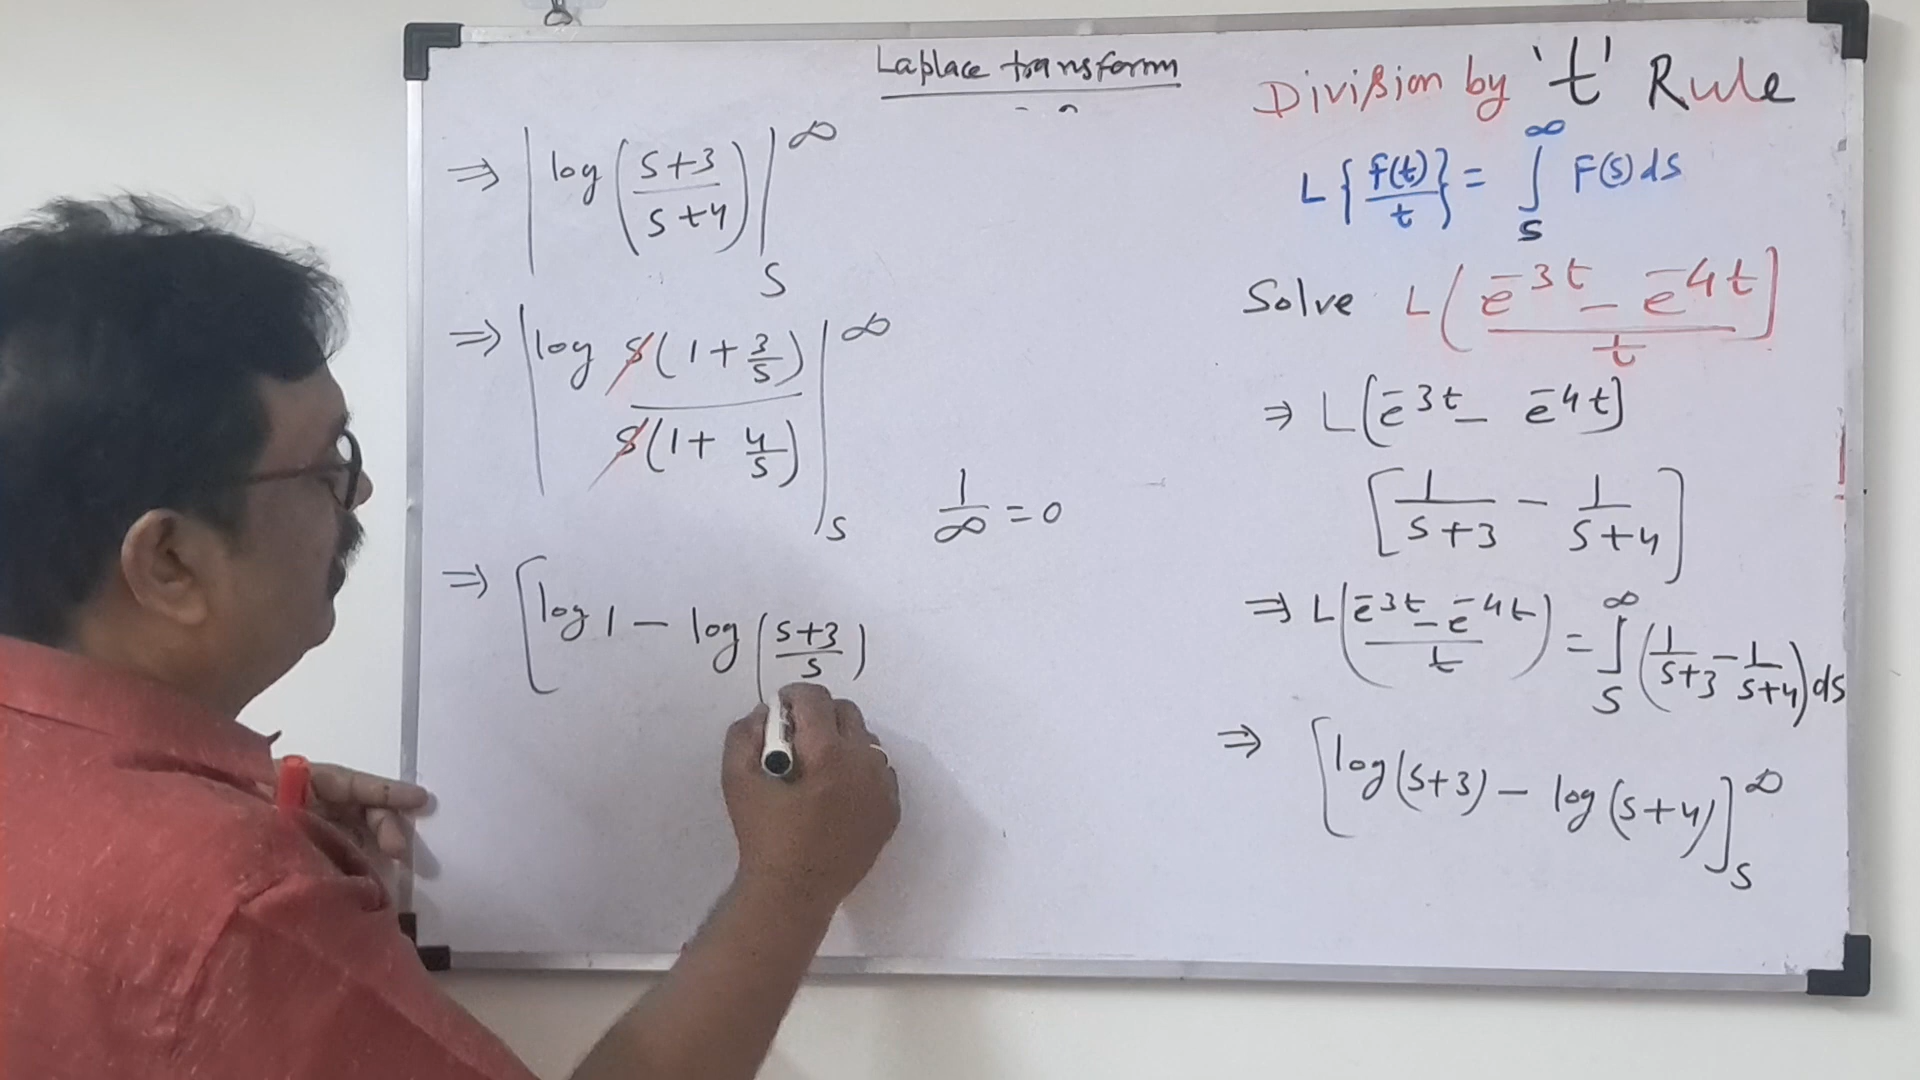 Laplace transform
Division by 't' Rule
L{f(t)/t} = ∫_s^∞ F(s) ds
Solve L(e^-3t - e^-4t / t]
⇒ L[e^-3t - e^-4t]
[1/s+3 - 1/s+4]
⇒ L(e^-3t - e^-4t / t) = ∫_s^∞ (1/s+3 - 1/s+4) ds
⇒ [log(s+3) - log(s+4)]_s^∞
⇒ |log(s+3/s+4)|_s^∞
⇒ |log s(1+3/s) / s(1+4/s)|_s^∞
1/∞ = 0
⇒ [log 1 - log(s+3/s)